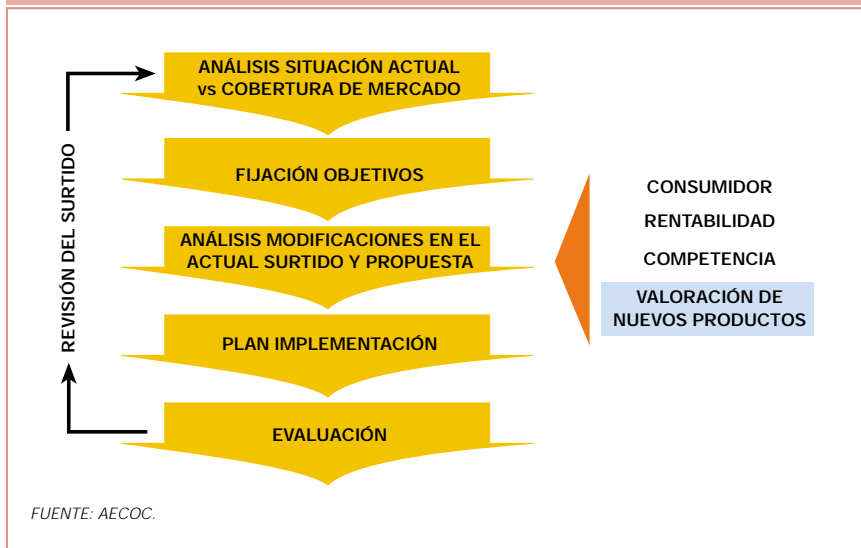 ANÁLISIS SITUACIÓN ACTUAL
vs COBERTURA DE MERCADO
FIJACIÓN OBJETIVOS
ANÁLISIS MODIFICACIONES EN EL
ACTUAL SURTIDO Y PROPUESTA
PLAN IMPLEMENTACIÓN
EVALUACIÓN
REVISIÓN DEL SURTIDO
CONSUMIDOR
RENTABILIDAD
COMPETENCIA
VALORACIÓN DE
NUEVOS PRODUCTOS
FUENTE: AECOC.